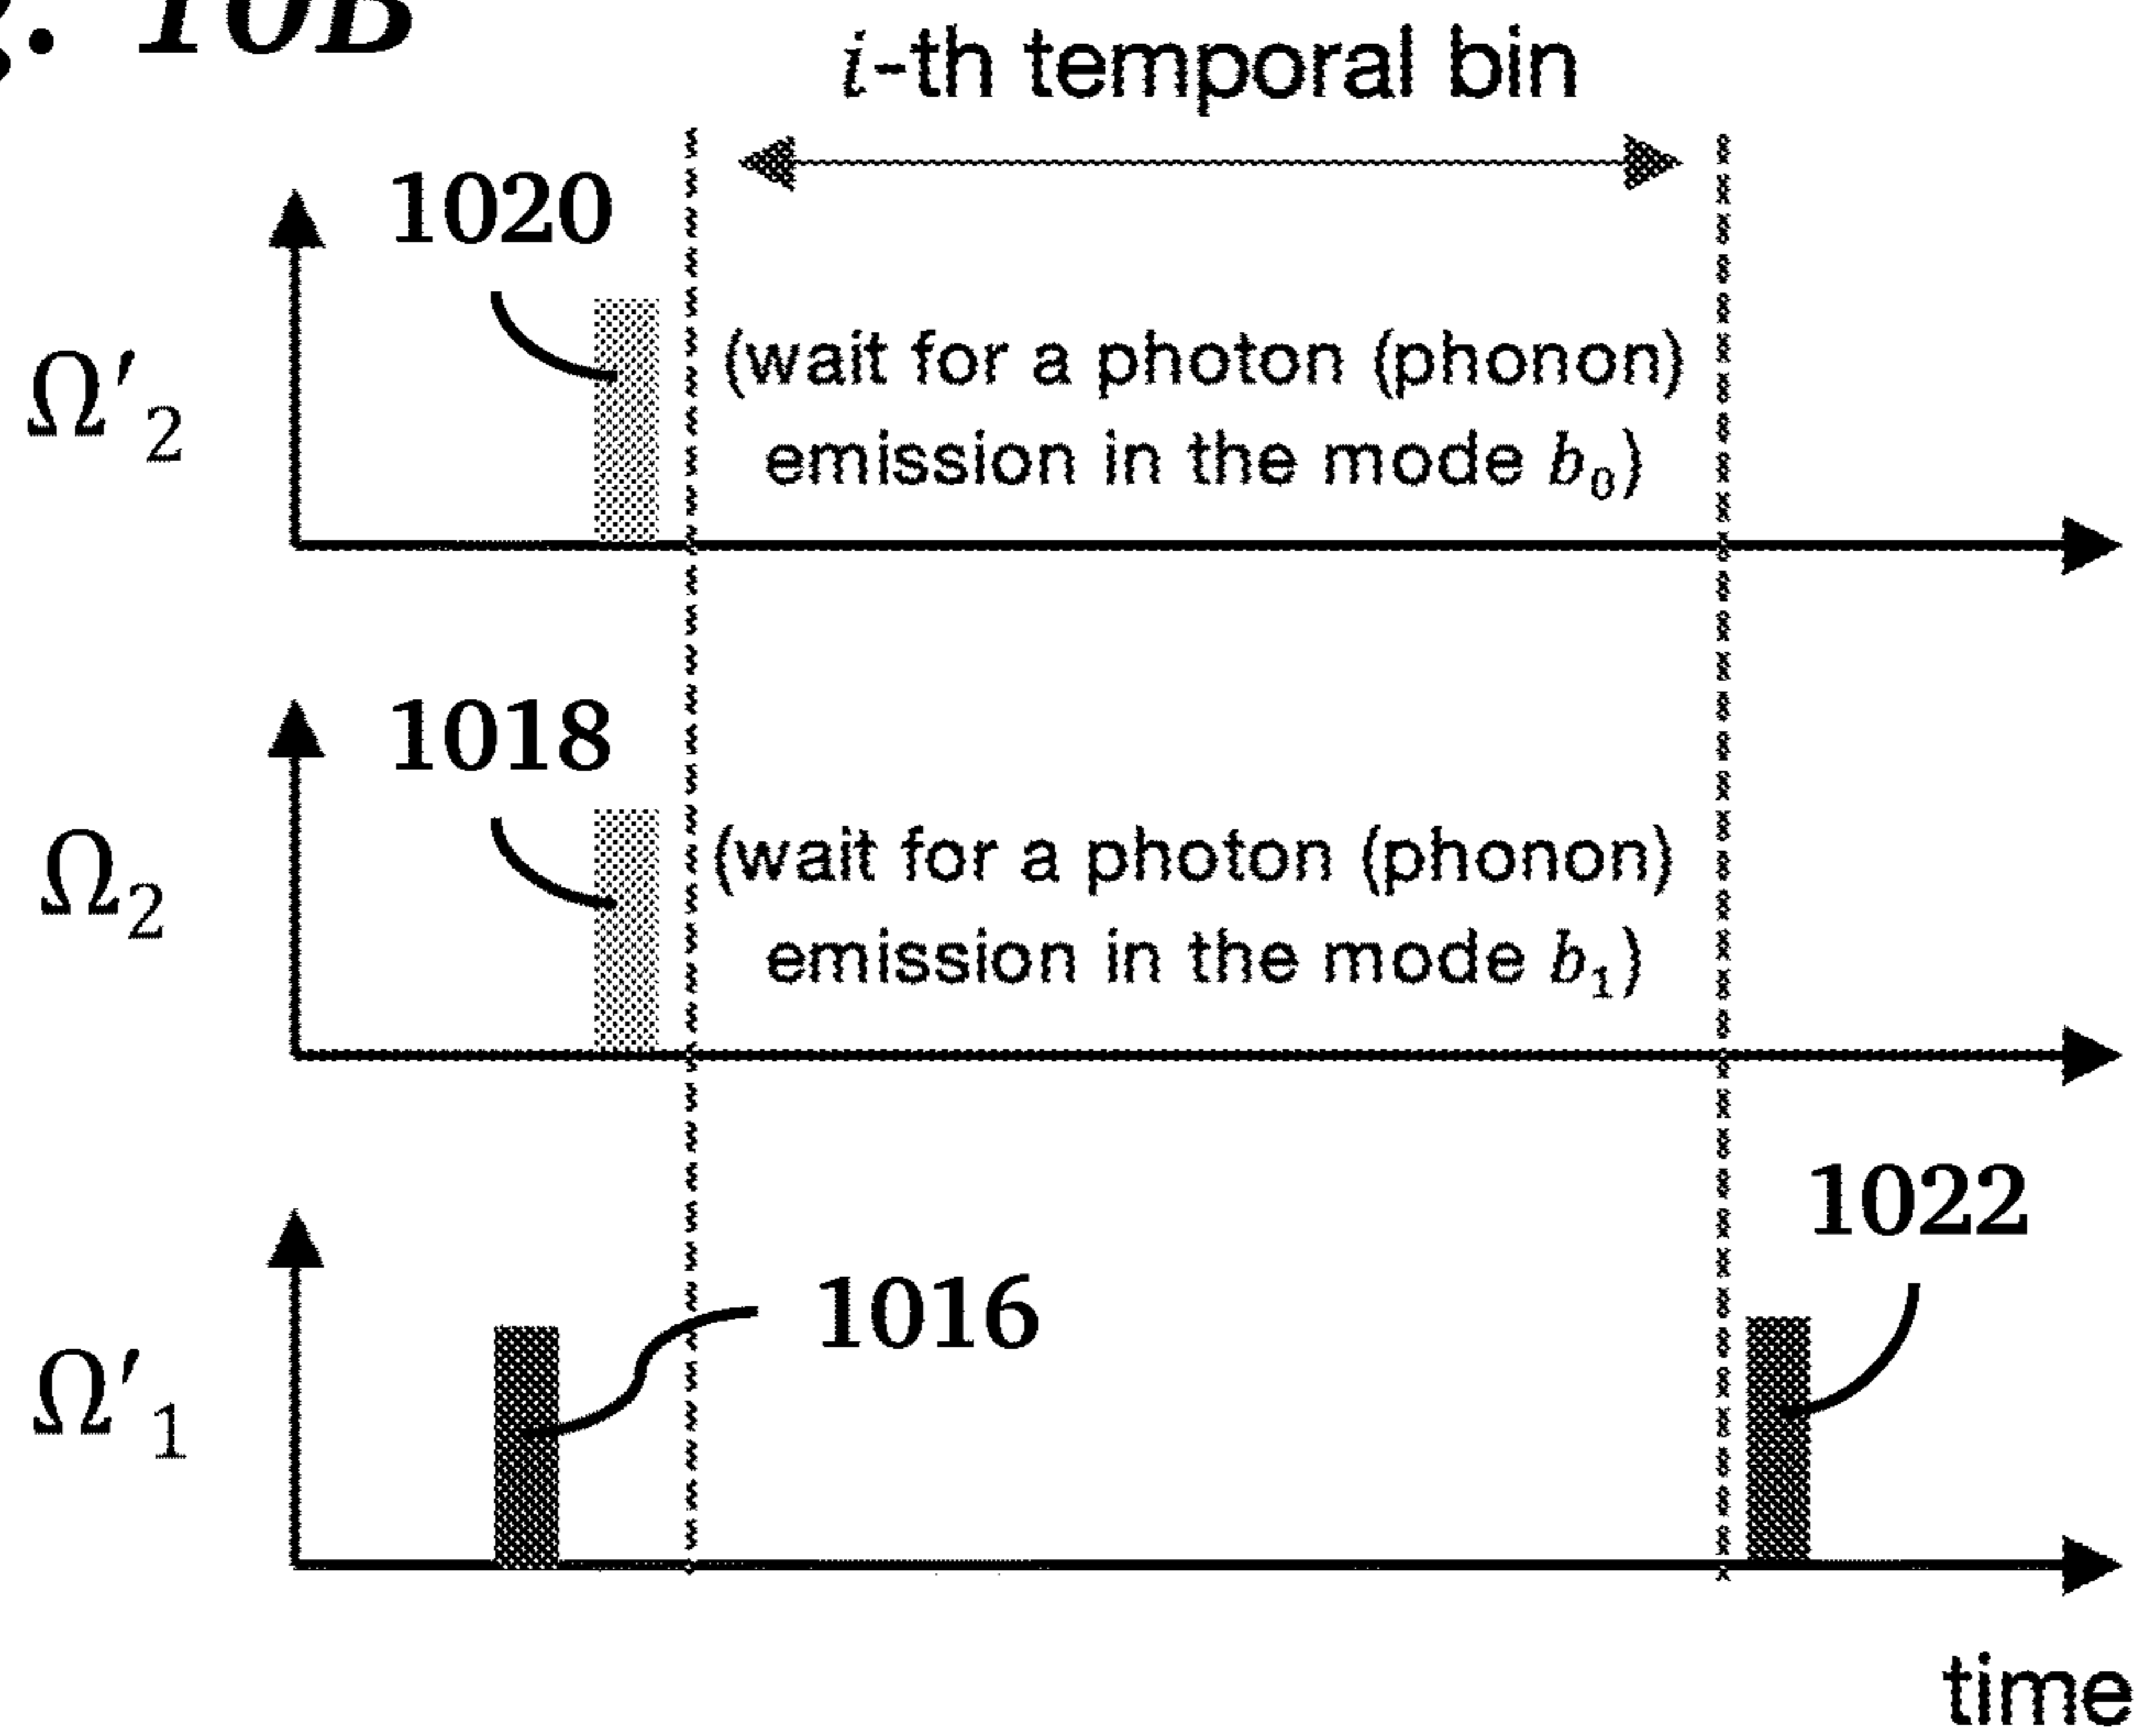 g. 10B
i-th temporal bin
1020
Ω′2
(wait for a photon (phonon)
emission in the mode b0)
1018
Ω2
(wait for a photon (phonon)
emission in the mode b1)
1022
1016
Ω′1
time